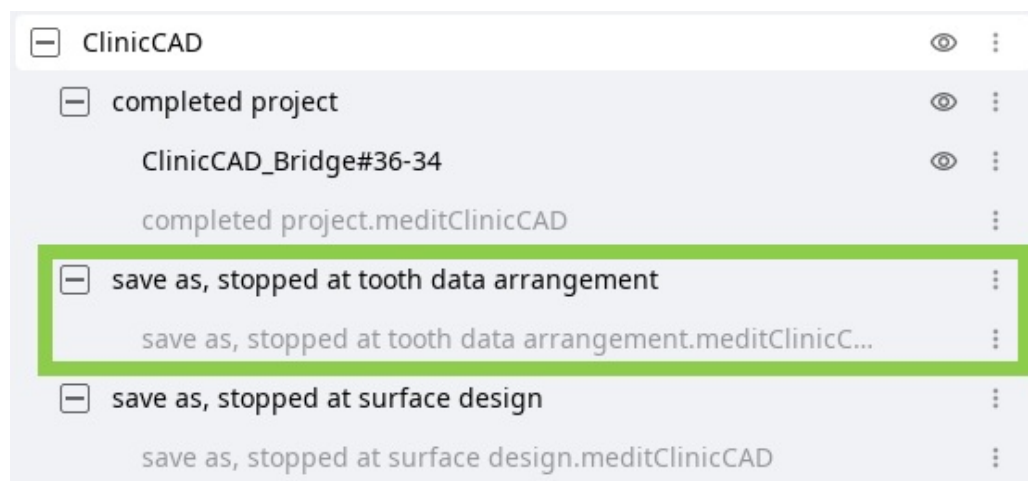 ClinicCAD
completed project
ClinicCAD_Bridge#36-34
completed project.meditClinicCAD
save as, stopped at tooth data arrangement
save as, stopped at tooth data arrangement.meditClinicC...
save as, stopped at surface design
save as, stopped at surface design.meditClinicCAD